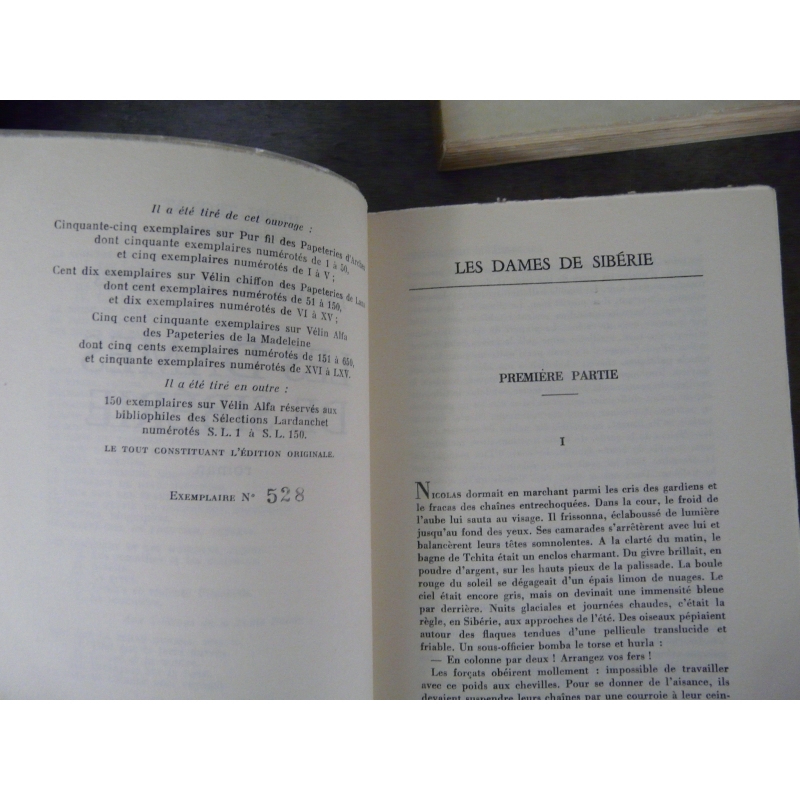 Il a été tiré de cet ouvrage :
Cinquante-cinq exemplaires sur Pur fil des Papeteries d'Arches
dont cinquante exemplaires numérotés de 1 à 50,
et cinq exemplaires numérotés de I à V ;
Cent dix exemplaires sur Vélin chiffon des Papeteries de
dont cent exemplaires numérotés de 51 à 150,
et dix exemplaires numérotés de VI à XV ;
Cinq cent cinquante exemplaires sur Vélin Alfa
des Papeteries de la Madeleine
dont cinq cents exemplaires numérotés de 151 à 650,
et cinquante exemplaires numérotés de XVI à LXV.
Il a été tiré en outre :
150 exemplaires sur Vélin Alfa réservés aux
bibliophiles des Sélections Lardanchet
numérotés S. L. 1 à S. L. 150.
LE TOUT CONSTITUANT L'ÉDITION ORIGINALE.
EXEMPLAIRE N° 528
LES DAMES DE SIBÉRIE
PREMIÈRE PARTIE
I
NICOLAS dormait en marchant parmi les cris des gardiens et
le fracas des chaînes entrechoquées. Dans la cour, le froid de
l'aube lui sauta au visage. Il frissonna, éclaboussé de lumière
jusqu'au fond des yeux. Ses camarades s'arrêtèrent avec lui et
balancèrent leurs têtes somnolentes. A la clarté du matin, le
bagne de Tchita était un enclos charmant. Du givre brillait, en
poudre d'argent, sur les hauts pieux de la palissade. La boule
rouge du soleil se dégageait d'un épais limon de nuages. Le
ciel était encore gris, mais on devinait une immensité bleue
par derrière. Nuits glaciales et journées chaudes, c'était la
règle, en Sibérie, aux approches de l'été. Des oiseaux pépiaient
autour des flaques tendues d'une pellicule translucide et
friable. Un sous-officier bomba le torse et hurla :
— En colonne par deux ! Arrangez vos fers !
Les forçats obéirent mollement : impossible de travailler
avec ce poids aux chevilles. Pour se donner de l'aisance, ils
devaient suspendre leurs chaînes par une courroie à leur cein-